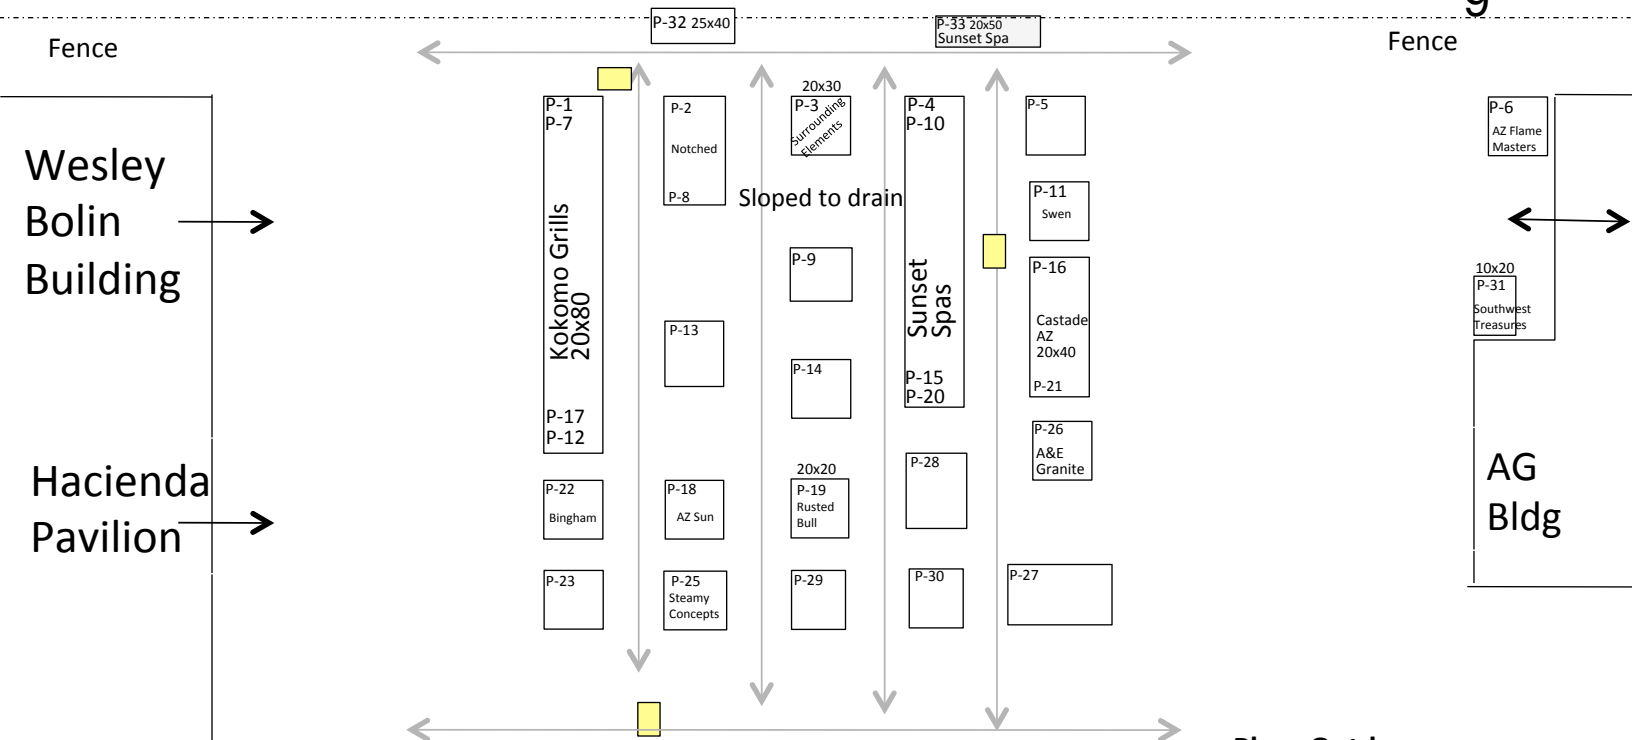 g
P-32 25x40
P-33 20x50
Sunset Spa
Fence
Fence
P-1
P-7
Kokomo Grills
20x80
P-17
P-12
P-2
Notched
P-8
20x30
P-3
Surrounding
Elements
P-4
P-10
Sunset
Spas
P-15
P-20
P-5
P-6
AZ Flame
Masters
Wesley
Bolin
Building
Sloped to drain
P-11
Swen
P-9
P-16
Castade
AZ
20x40
P-21
10x20
P-31
Southwest
Treasures
P-13
P-14
P-26
A&E
Granite
Hacienda
Pavilion
P-22
Bingham
P-18
AZ Sun
20x20
P-19
Rusted
Bull
P-28
AG
Bldg
P-23
P-25
Steamy
Concepts
P-29
P-30
P-27